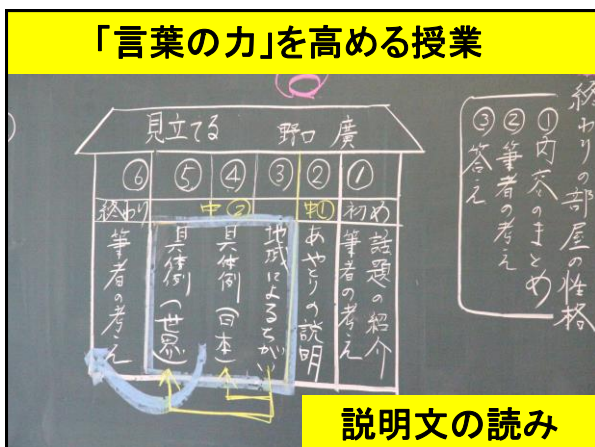 「言葉の力」を高める授業
終わりの部屋の性格
①内容のまとめ
②筆者の考え
③答え
見立てる 野口 廣
①
初め
話題の紹介
筆者の考え
②
中①
あやとりの説明
③
④
⑤
中②
地域によるちがい
具体例(日本)
具体例(世界)
⑥
終わり
筆者の考え
説明文の読み